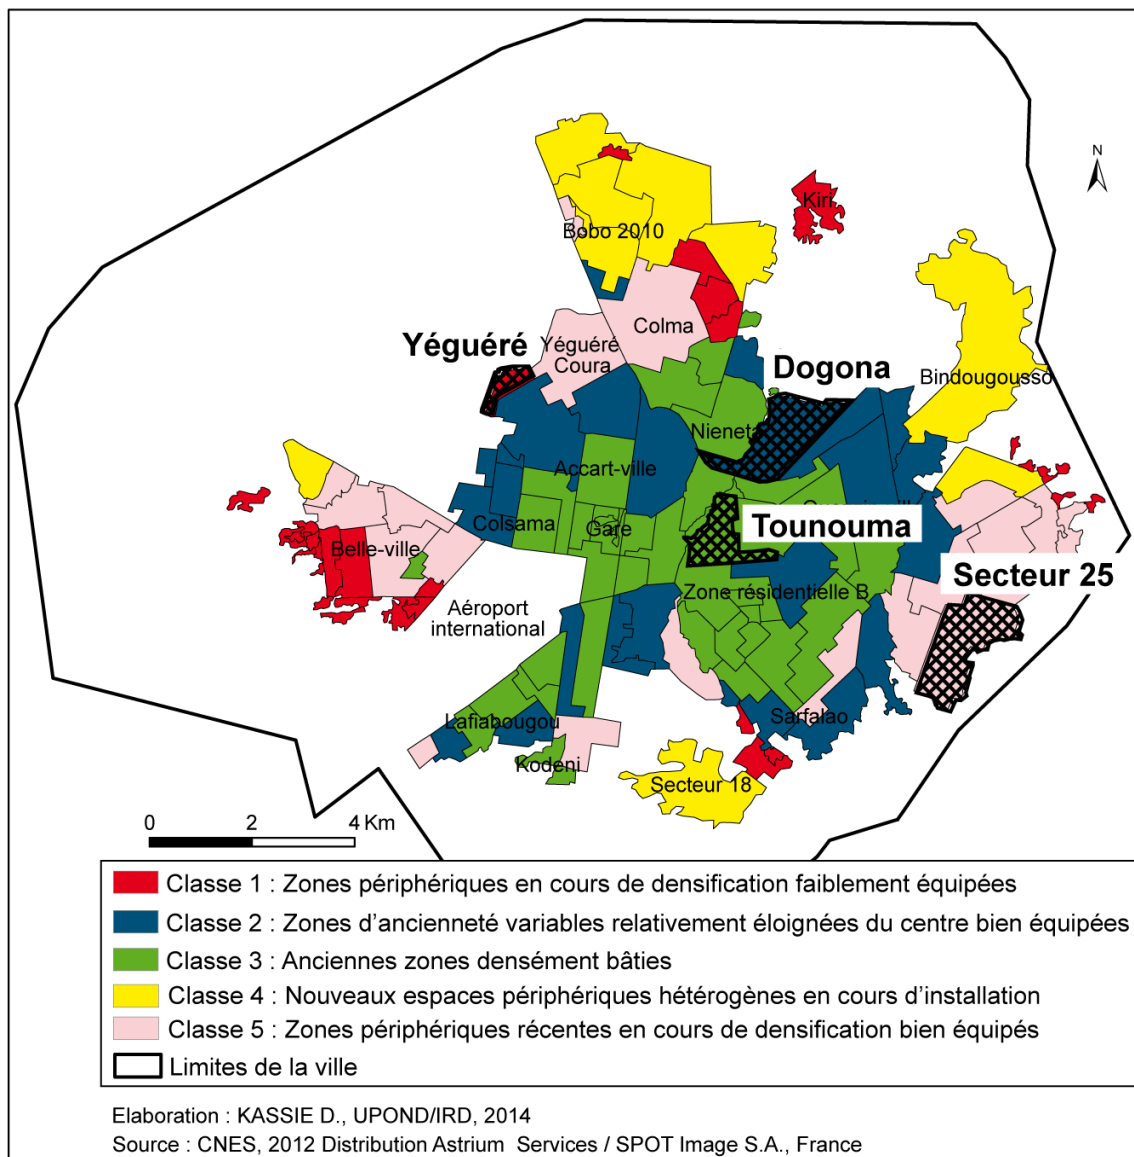 N
Kiri
Bobo 2010
Colma
Yéguéré
Yéguéré
Coura
Dogona
Bindougousso
Nieneta
Accart-ville
Colsama
Gare
Tounouma
Belle-ville
Secteur 25
Zone résidentielle B
Aéroport
international
Lafiabougou
Sarfalao
Kodeni
Secteur 18
0 2 4 Km
Classe 1 : Zones périphériques en cours de densification faiblement équipées
Classe 2 : Zones d'ancienneté variables relativement éloignées du centre bien équipées
Classe 3 : Anciennes zones densément bâties
Classe 4 : Nouveaux espaces périphériques hétérogènes en cours d'installation
Classe 5 : Zones périphériques récentes en cours de densification bien équipés
Limites de la ville
Elaboration : KASSIE D., UPOND/IRD, 2014
Source : CNES, 2012 Distribution Astrium Services / SPOT Image S.A., France